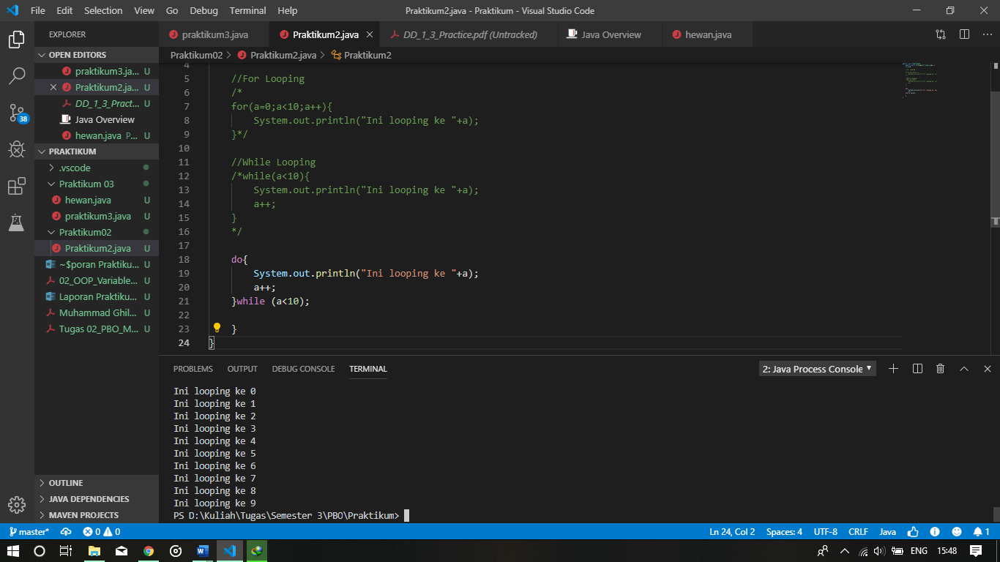 File Edit Selection View Go Debug Terminal Help
Praktikum2.java - Praktikum - Visual Studio Code
EXPLORER
praktikum3.java
Praktikum2.java
DD_1_3_Practice.pdf (Untracked)
Java Overview
hewan.java
OPEN EDITORS
praktikum3.ja... U
Praktikum2.ja... U
DD_1_3_Pract... U
Java Overview
hewan.java P... U
PRAKTIKUM
.vscode
Praktikum 03
hewan.java U
praktikum3.java U
Praktikum02
Praktikum2.java U
~$poran Praktiku... U
02_OOP_Variable... U
Laporan Praktiku... U
Muhammad Ghil... U
Tugas 02_PBO_M... U
OUTLINE
JAVA DEPENDENCIES
MAVEN PROJECTS
38
Praktikum02 > Praktikum2.java > Praktikum2
4
5 //For Looping
6 /*
7 for(a=0;a<10;a++){
8 System.out.println("Ini looping ke "+a);
9 }*/
10
11 //While Looping
12 /*while(a<10){
13 System.out.println("Ini looping ke "+a);
14 a++;
15 }
16 */
17
18 do{
19 System.out.println("Ini looping ke "+a);
20 a++;
21 }while (a<10);
22
23 }
24 }
PROBLEMS OUTPUT DEBUG CONSOLE TERMINAL
2: Java Process Console
Ini looping ke 0
Ini looping ke 1
Ini looping ke 2
Ini looping ke 3
Ini looping ke 4
Ini looping ke 5
Ini looping ke 6
Ini looping ke 7
Ini looping ke 8
Ini looping ke 9
PS D:\Kuliah\Tugas\Semester 3\PBO\Praktikum>
master* 0 0
Ln 24, Col 2 Spaces: 4 UTF-8 CRLF Java 1
ENG 15:48